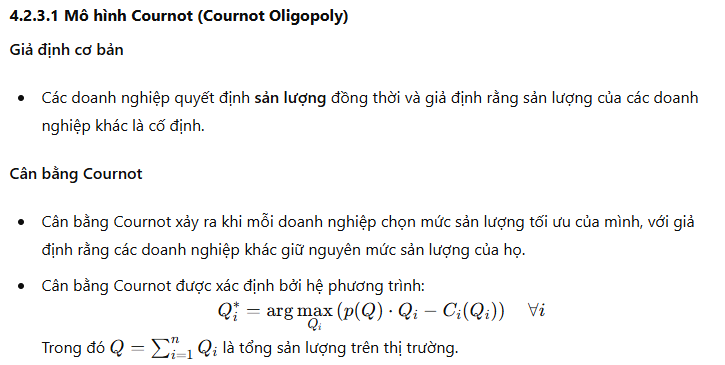 4.2.3.1 Mô hình Cournot (Cournot Oligopoly)
Giả định cơ bản
• Các doanh nghiệp quyết định sản lượng đồng thời và giả định rằng sản lượng của các doanh
nghiệp khác là cố định.
Cân bằng Cournot
• Cân bằng Cournot xảy ra khi mỗi doanh nghiệp chọn mức sản lượng tối ưu của mình, với giả
định rằng các doanh nghiệp khác giữ nguyên mức sản lượng của họ.
• Cân bằng Cournot được xác định bởi hệ phương trình:
$Q_i^* = \arg\max_{Q_i} (p(Q) \cdot Q_i - C_i(Q_i)) \quad \forall i$
Trong đó $Q = \sum_{i=1}^{n} Q_i$ là tổng sản lượng trên thị trường.